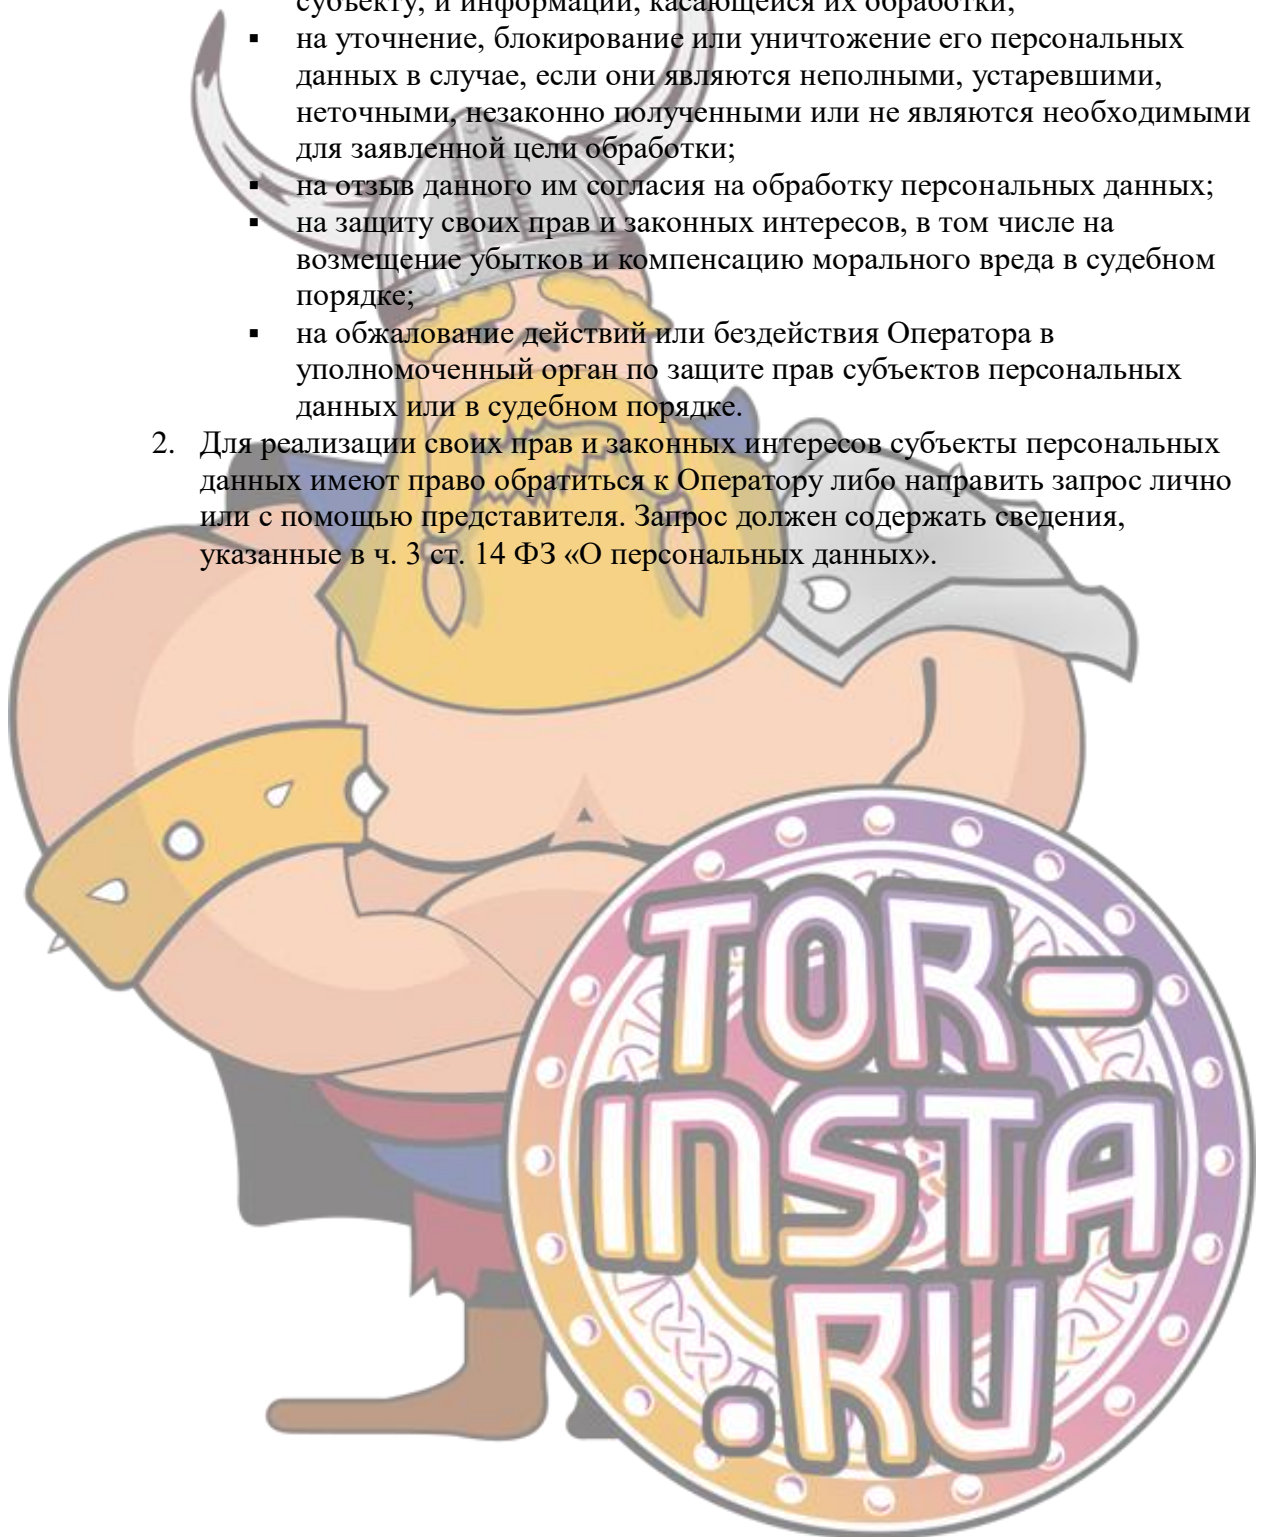 субъекту, и информации, касающейся их обработки;
▪ на уточнение, блокирование или уничтожение его персональных
данных в случае, если они являются неполными, устаревшими,
неточными, незаконно полученными или не являются необходимыми
для заявленной цели обработки;
▪ на отзыв данного им согласия на обработку персональных данных;
▪ на защиту своих прав и законных интересов, в том числе на
возмещение убытков и компенсацию морального вреда в судебном
порядке;
▪ на обжалование действий или бездействия Оператора в
уполномоченный орган по защите прав субъектов персональных
данных или в судебном порядке.
2. Для реализации своих прав и законных интересов субъекты персональных
данных имеют право обратиться к Оператору либо направить запрос лично
или с помощью представителя. Запрос должен содержать сведения,
указанные в ч. 3 ст. 14 ФЗ «О персональных данных».
TOR-
INSTA
.RU